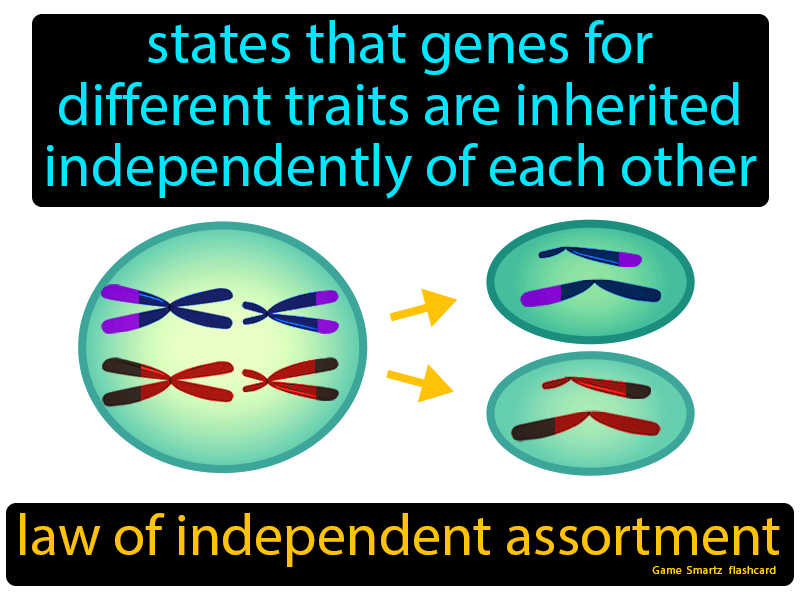 states that genes for
different traits are inherited
independently of each other
law of independent assortment
Game Smartz flashcard